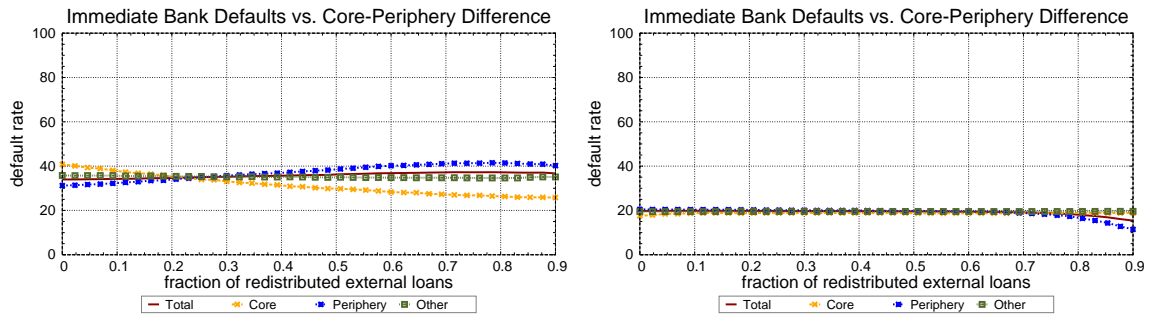 Immediate Bank Defaults vs. Core-Periphery Difference
100
80
60
40
20
0
default rate
0 0.1 0.2 0.3 0.4 0.5 0.6 0.7 0.8 0.9
fraction of redistributed external loans
Total Core Periphery Other
Immediate Bank Defaults vs. Core-Periphery Difference
100
80
60
40
20
0
default rate
0 0.1 0.2 0.3 0.4 0.5 0.6 0.7 0.8 0.9
fraction of redistributed external loans
Total Core Periphery Other